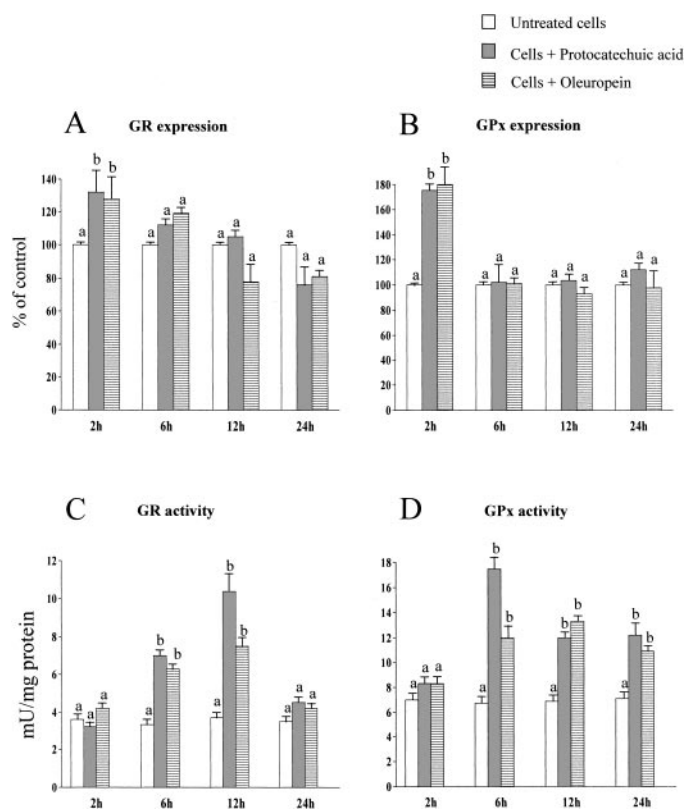 Untreated cells
Cells + Protocatechuic acid
Cells + Oleuropein
A GR expression
B GPx expression
% of control
140
120
100
80
60
40
20
0
a b b
a a a
a a a
a a a
2h 6h 12h 24h
180
160
140
120
100
80
60
40
20
0
a b b
a a a
a a a
a a a
2h 6h 12h 24h
C GR activity
D GPx activity
mU/mg protein
12
10
8
6
4
2
0
a a a
a b b
a b b
a a a
2h 6h 12h 24h
18
16
14
12
10
8
6
4
2
0
a a a
a b b
a b b
a b b
2h 6h 12h 24h